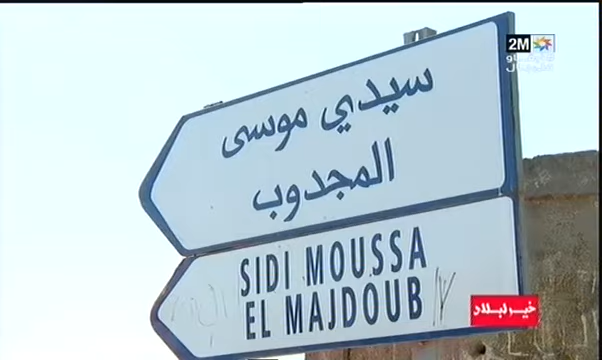 2M
سيدي موسى
المجدوب
SIDI MOUSSA
EL MAJDOUB
خير لبلاد